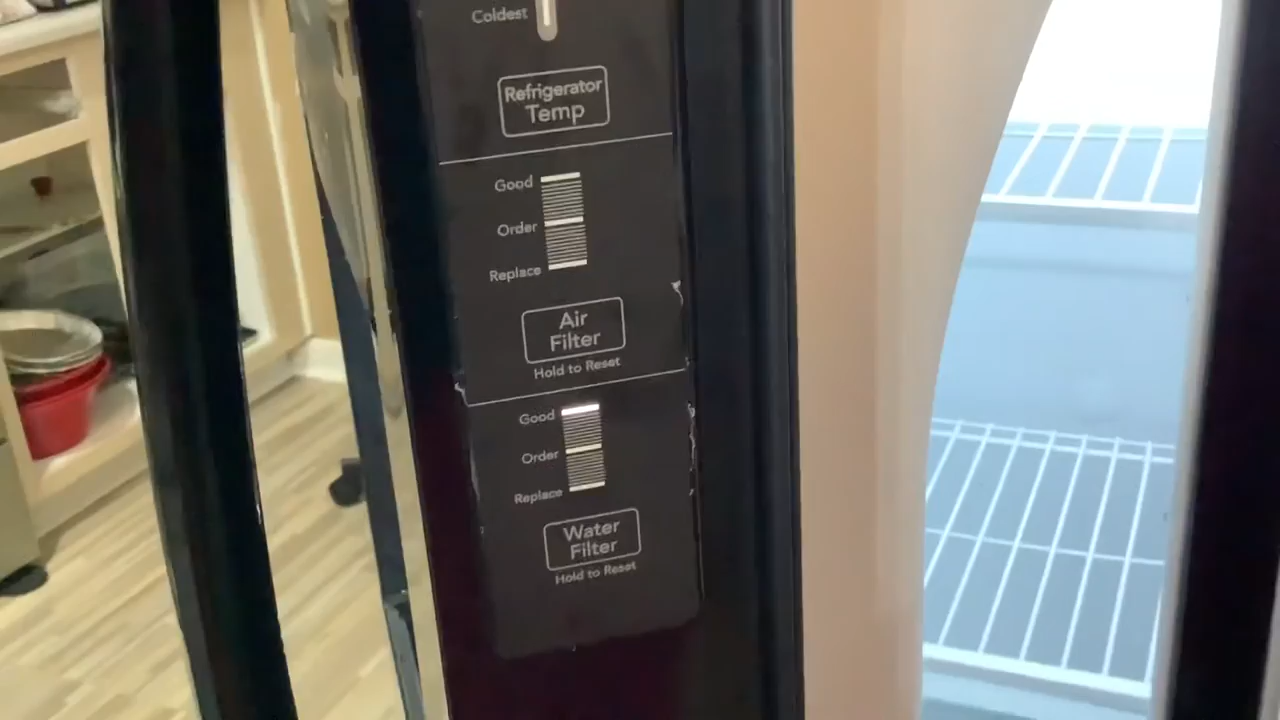 Coldest
Refrigerator
Temp
Good
Order
Replace
Air
Filter
Hold to Reset
Good
Order
Replace
Water
Filter
Hold to Reset